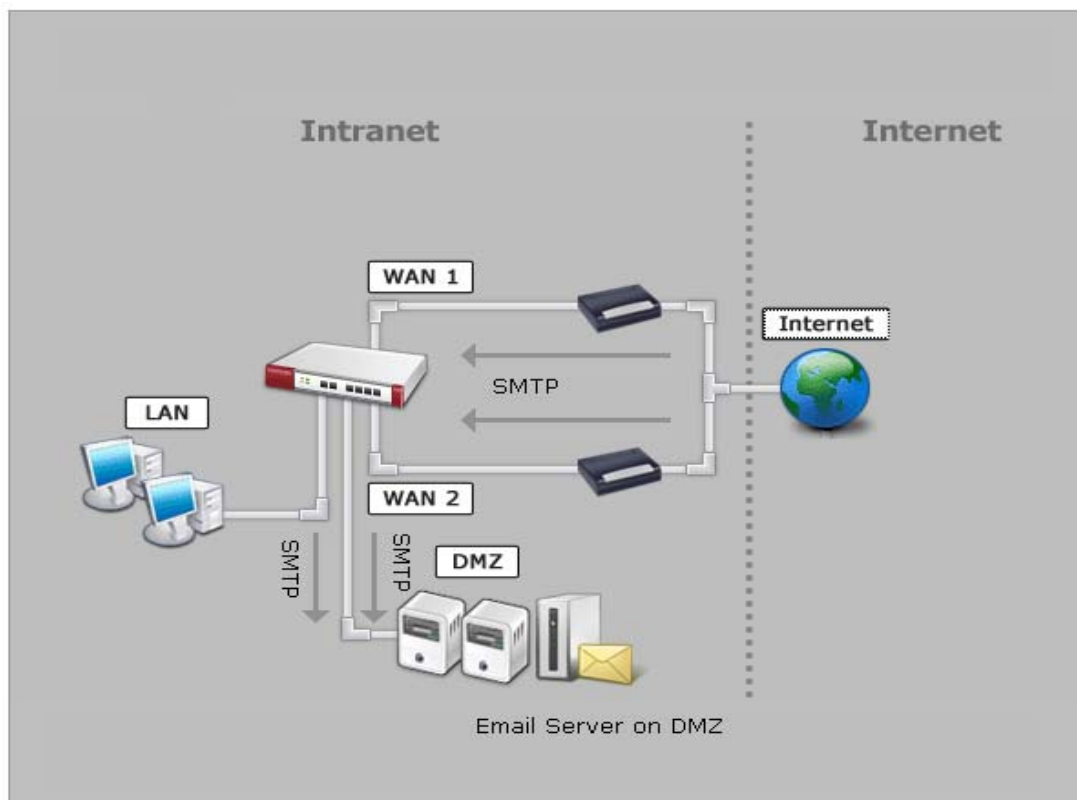 Intranet
Internet
WAN 1
Internet
SMTP
LAN
WAN 2
SMTP
SMTP
DMZ
Email Server on DMZ